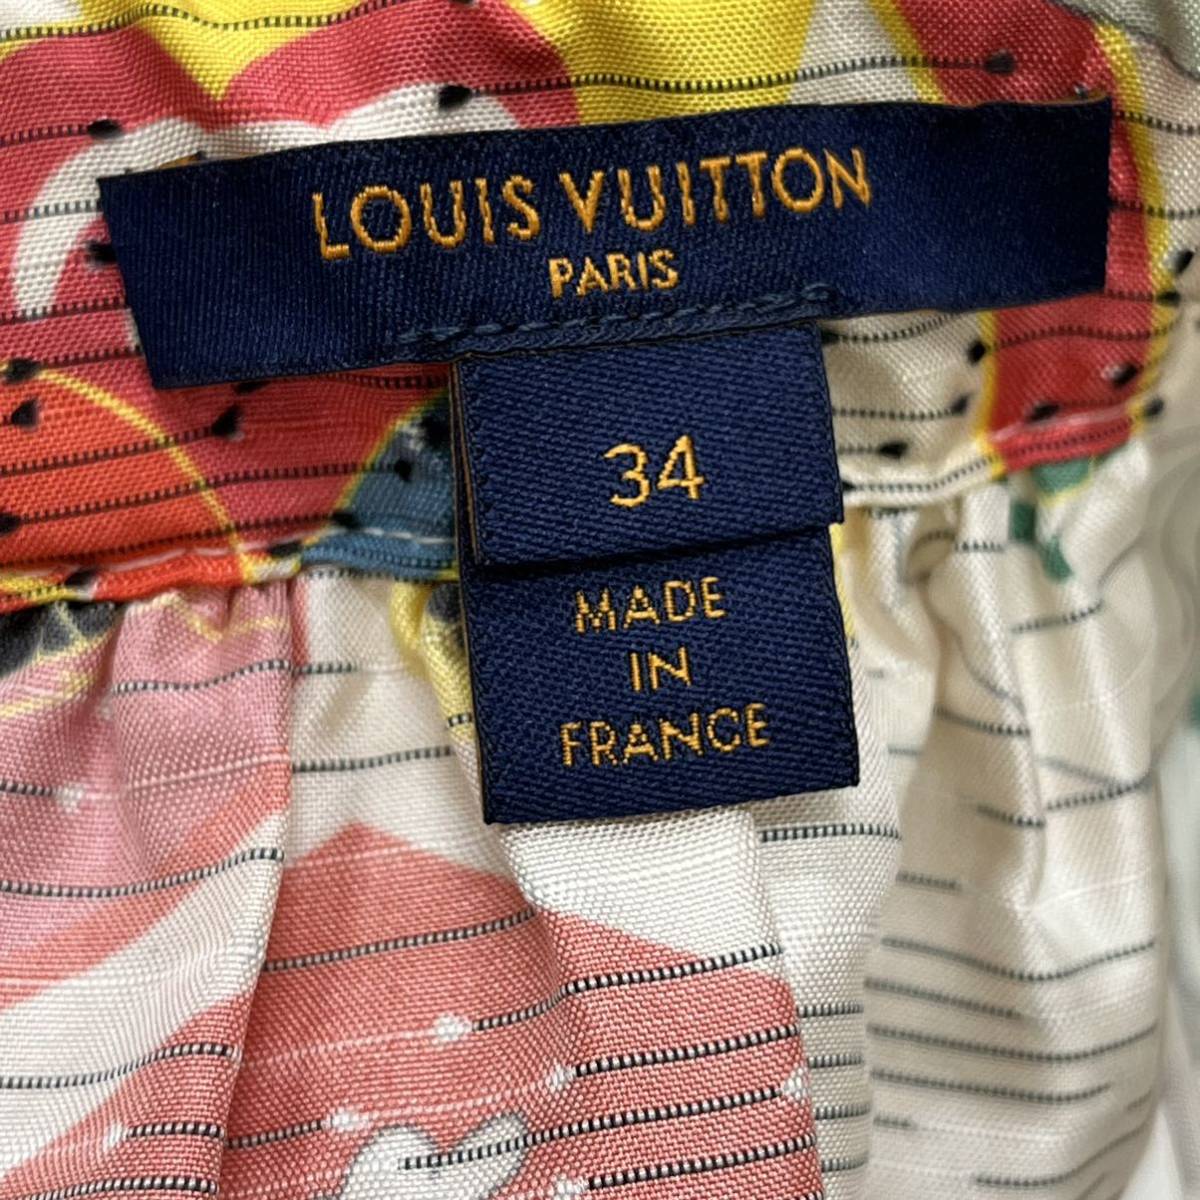 LOUIS VUITTON
PARIS
34
MADE
IN
FRANCE